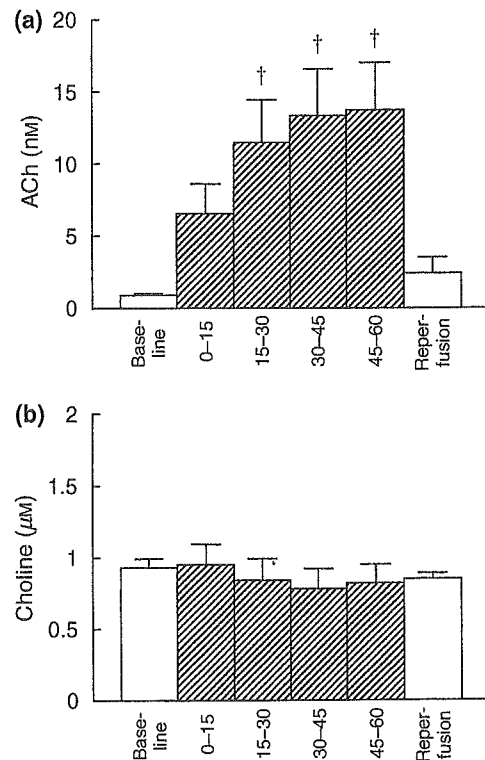 (a)
20
15
10
5
0
ACh (nM)
† † †
Base-
line
0–15
15–30
30–45
45–60
Reper-
fusion
(b)
2
1.5
1
0.5
0
Choline (μM)
Base-
line
0–15
15–30
30–45
45–60
Reper-
fusion